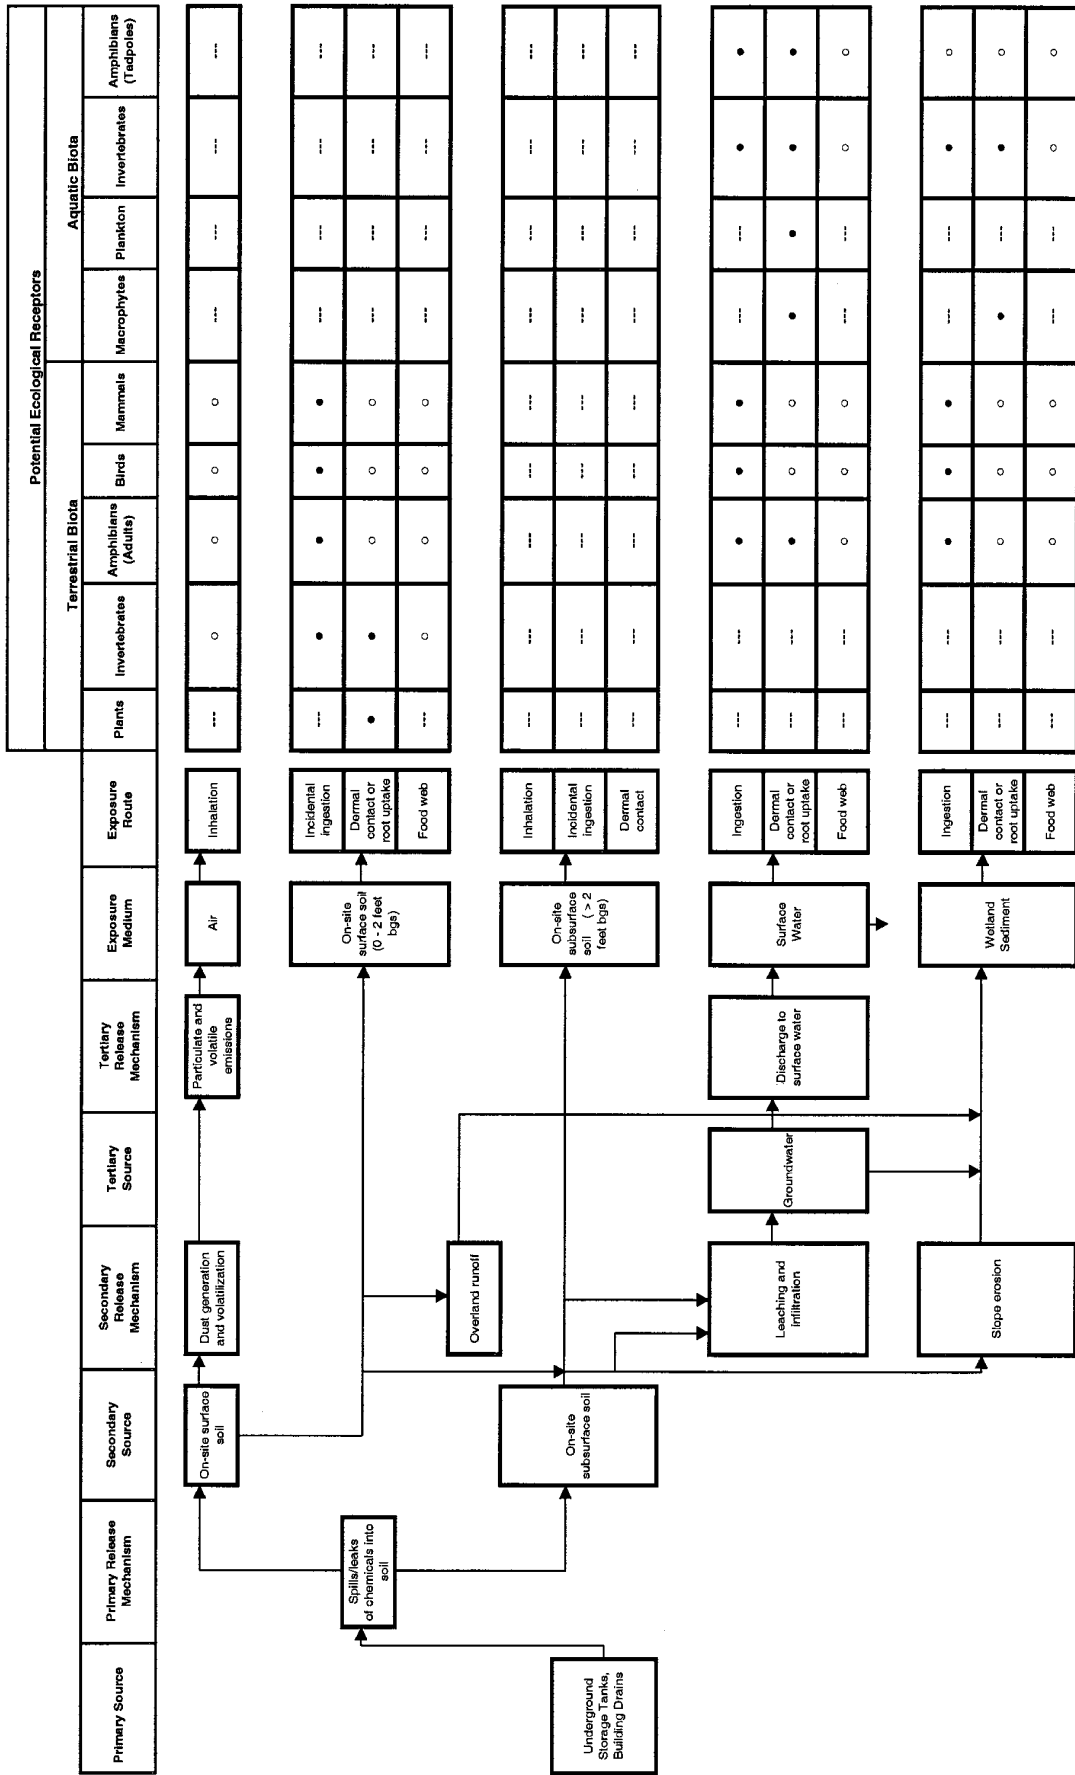 Potential Ecological Receptors
Terrestrial Biota
Aquatic Biota
Primary Source
Primary Release
Mechanism
Secondary
Source
Secondary
Release
Mechanism
Tertiary
Source
Tertiary
Release
Mechanism
Exposure
Medium
Exposure
Route
Plants
Invertebrates
Amphibians
(Adults)
Birds
Mammals
Macrophytes
Plankton
Invertebrates
Amphibians
(Tadpoles)
On-site surface
soil
Dust generation
and volatilization
Particulate and
volatile
emissions
Air
Inhalation
--- ○ ○ ○ ○ --- --- --- ---
Underground
Storage Tanks,
Building Drains
Spills/leaks
of chemicals into
soil
On-site
surface soil
(0 - 2 feet
bgs)
Incidental
ingestion
--- ● ● ● ● --- --- --- ---
Dermal
contact or
root uptake
● ● ○ ○ ○ --- --- --- ---
Food web
--- ○ ○ ○ ○ --- --- --- ---
Overland runoff
On-site
subsurface soil
On-site
subsurface
soil ( > 2
feet bgs)
Inhalation
--- --- --- --- --- --- --- --- ---
Incidental
ingestion
--- --- --- --- --- --- --- --- ---
Dermal
contact
--- --- --- --- --- --- --- --- ---
Leaching and
infiltration
Groundwater
Discharge to
surface water
Surface
Water
Ingestion
--- --- ● ● ● --- --- ● ●
Dermal
contact or
root uptake
--- --- ● ○ ○ ● ● ● ●
Food web
--- --- ○ ○ ○ --- --- ○ ○
Slope erosion
Wetland
Sediment
Ingestion
--- --- ● ● ● --- --- ● ○
Dermal
contact or
root uptake
--- --- ○ ○ ○ ● --- ● ○
Food web
--- --- ○ ○ ○ --- --- ○ ○